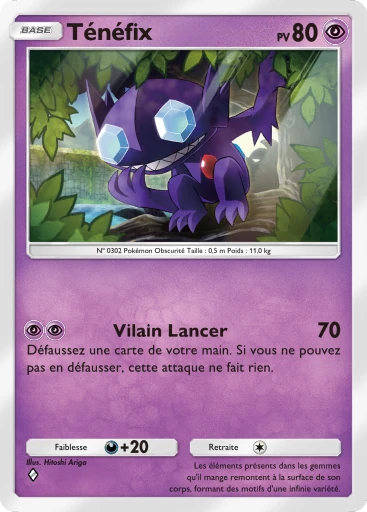 BASE Ténéfix PV 80
N° 0302 Pokémon Obscurité Taille : 0,5 m Poids : 11,0 kg
Vilain Lancer 70
Défaussez une carte de votre main. Si vous ne pouvez
pas en défausser, cette attaque ne fait rien.
Faiblesse +20 Retraite
Illus. Hitoshi Ariga
Les éléments présents dans les gemmes
qu'il mange remontent à la surface de son
corps, formant des motifs d'une infinie variété.